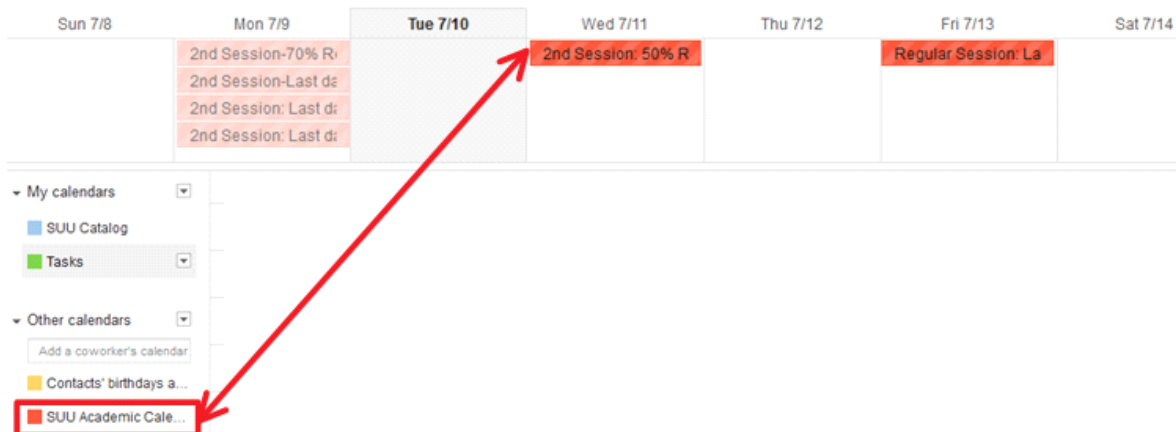 Sun 7/8 Mon 7/9 Tue 7/10 Wed 7/11 Thu 7/12 Fri 7/13 Sat 7/14
2nd Session-70% R 2nd Session: 50% R Regular Session: La
2nd Session-Last da
2nd Session: Last da
2nd Session: Last da
My calendars
SUU Catalog
Tasks
Other calendars
Add a coworker's calendar
Contacts' birthdays a...
SUU Academic Cale...